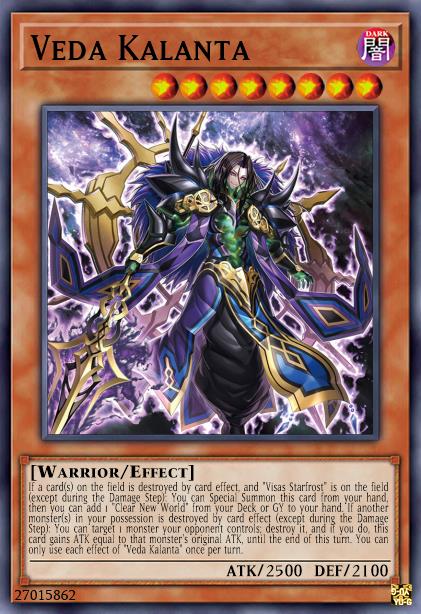 Veda Kalanta
DARK
闇
[Warrior/Effect]
If a card(s) on the field is destroyed by card effect, and "Visas Starfrost" is on the field
(except during the Damage Step): You can Special Summon this card from your hand,
then you can add 1 "Clear New World" from your Deck or GY to your hand. If another
monster(s) in your possession is destroyed by card effect (except during the Damage
Step): You can target 1 monster your opponent controls; destroy it, and if you do, this
card gains ATK equal to that monster's original ATK, until the end of this turn. You can
only use each effect of "Veda Kalanta" once per turn.
ATK/2500 DEF/2100
27015862